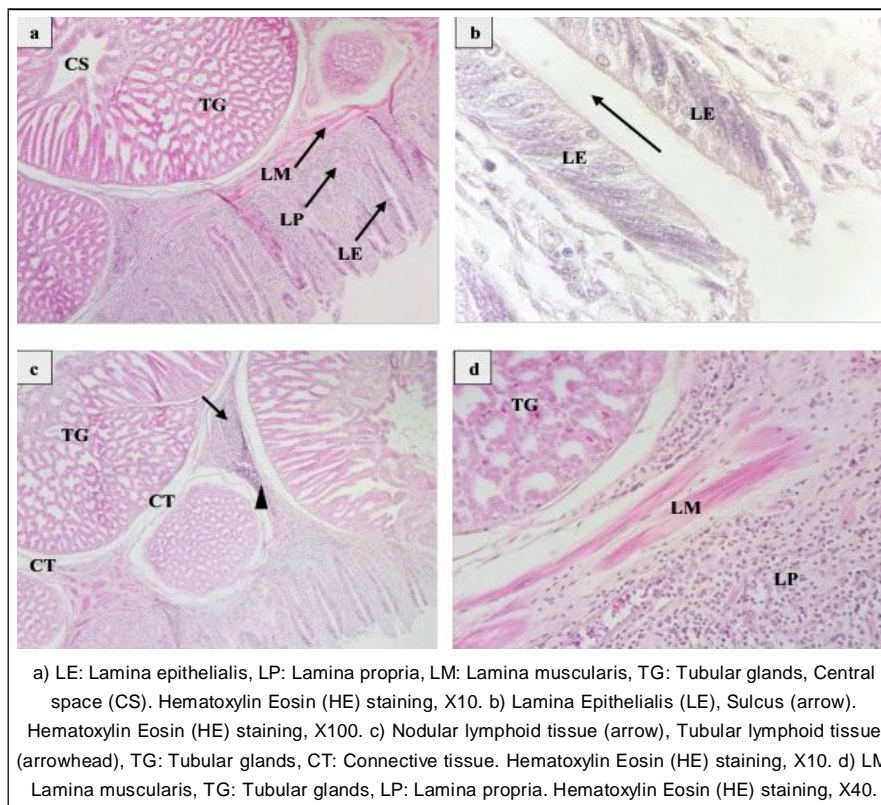 a
CS
TG
LM
LP
LE
b
LE
LE
c
TG
CT
CT
d
TG
LM
LP
a) LE: Lamina epithelialis, LP: Lamina propria, LM: Lamina muscularis, TG: Tubular glands, Central
space (CS). Hematoxylin Eosin (HE) staining, X10. b) Lamina Epithelialis (LE), Sulcus (arrow).
Hematoxylin Eosin (HE) staining, X100. c) Nodular lymphoid tissue (arrow), Tubular lymphoid tissue
(arrowhead), TG: Tubular glands, CT: Connective tissue. Hematoxylin Eosin (HE) staining, X10. d) LM
Lamina muscularis, TG: Tubular glands, LP: Lamina propria. Hematoxylin Eosin (HE) staining, X40.